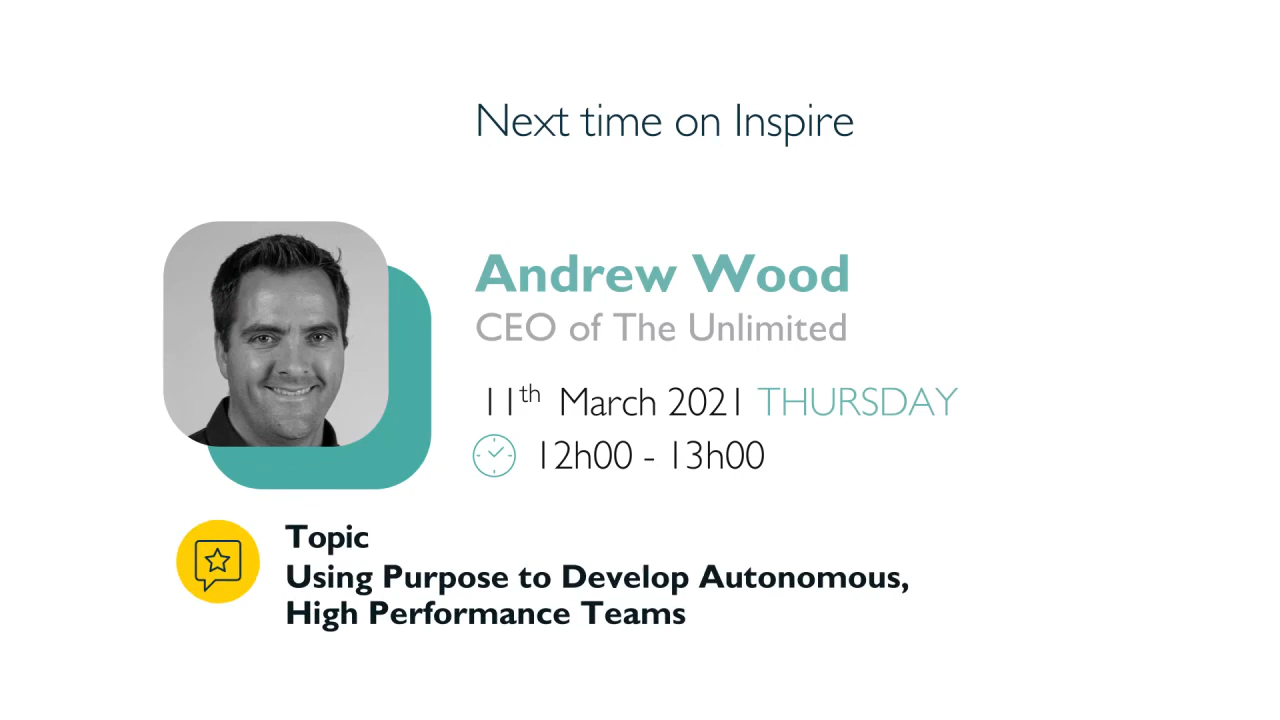 Next time on Inspire
Andrew Wood
CEO of The Unlimited
11th March 2021 THURSDAY
12h00 - 13h00
Topic
Using Purpose to Develop Autonomous,
High Performance Teams